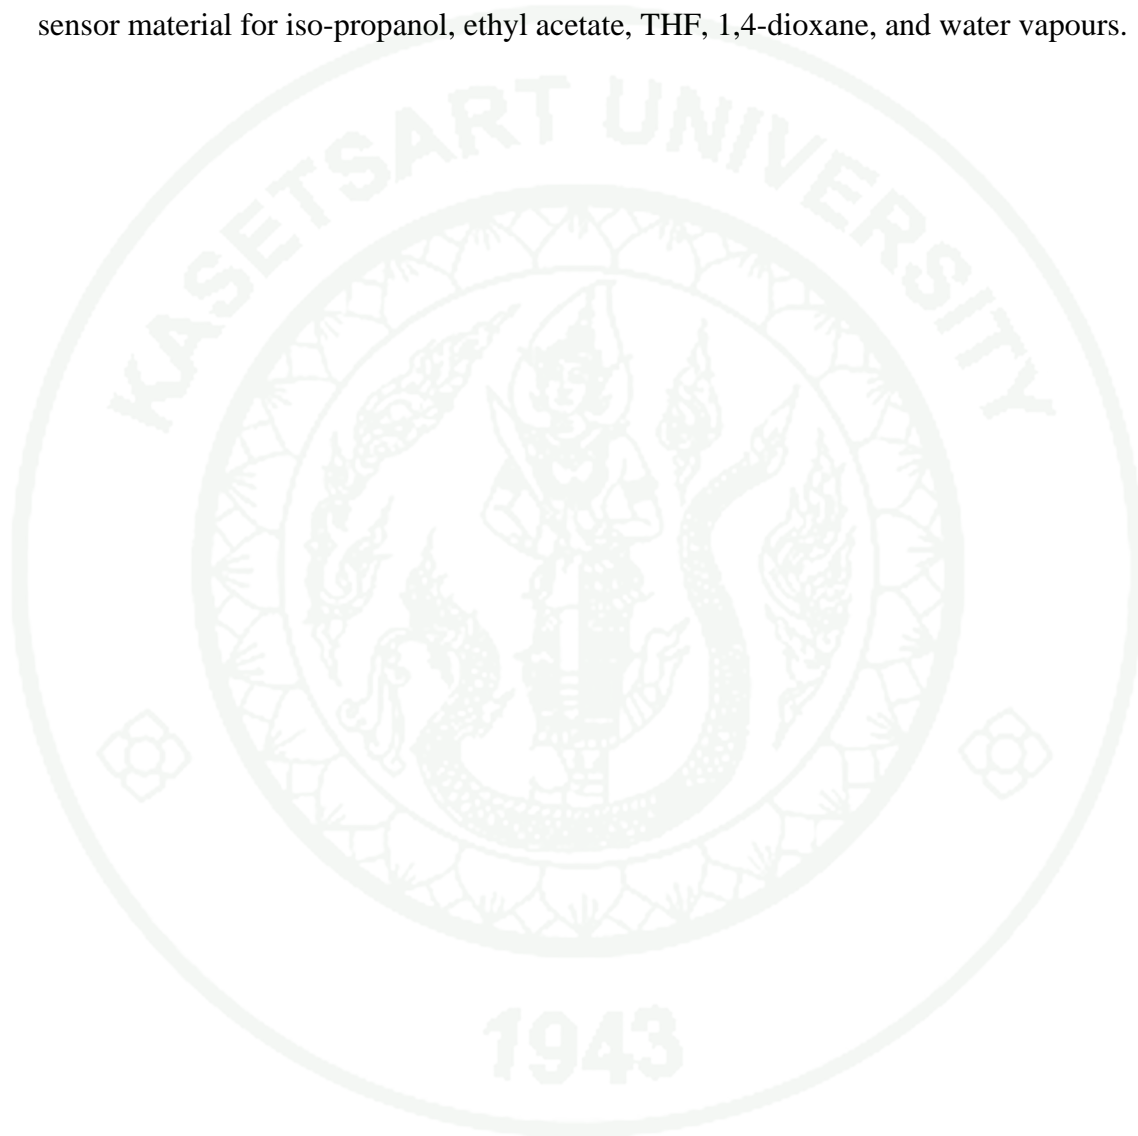 sensor material for iso-propanol, ethyl acetate, THF, 1,4-dioxane, and water vapours.
KASETSART UNIVERSITY
1943